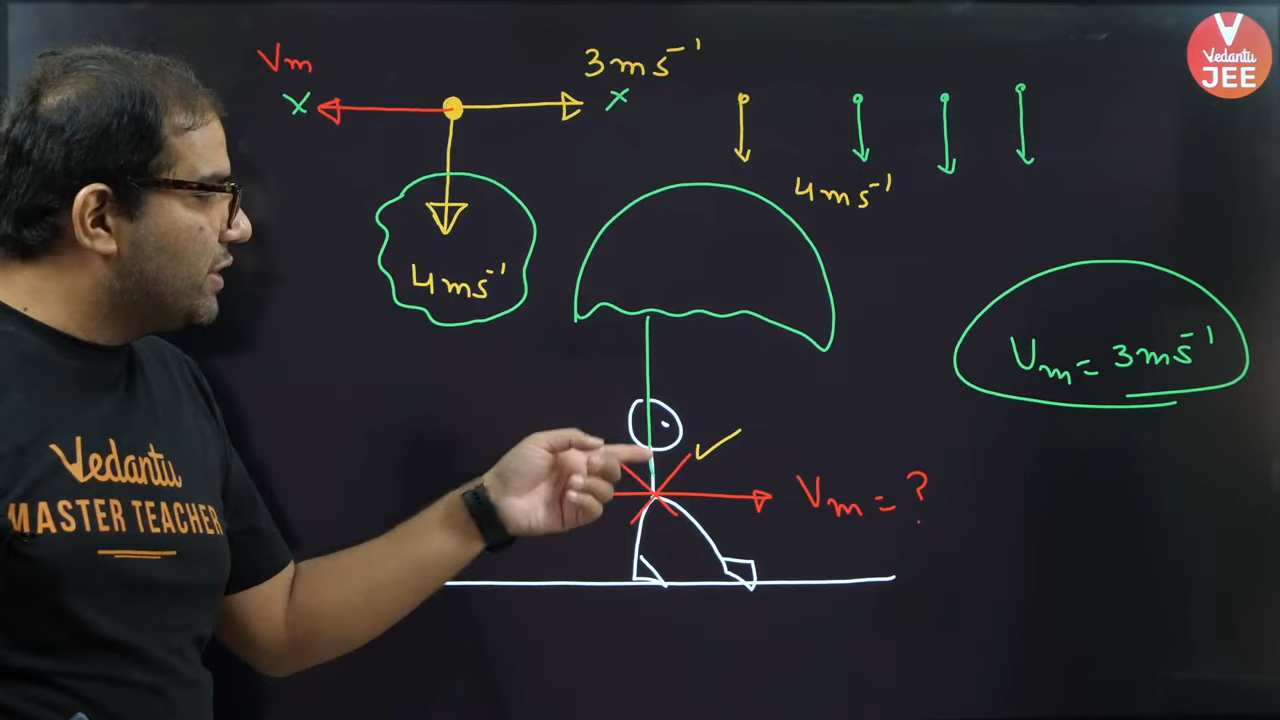 Vm
3ms⁻¹
x
x
4ms⁻¹
4ms⁻¹
Vm = 3ms⁻¹
Vm = ?
Vedantu
JEE
Vedantu
MASTER TEACHER